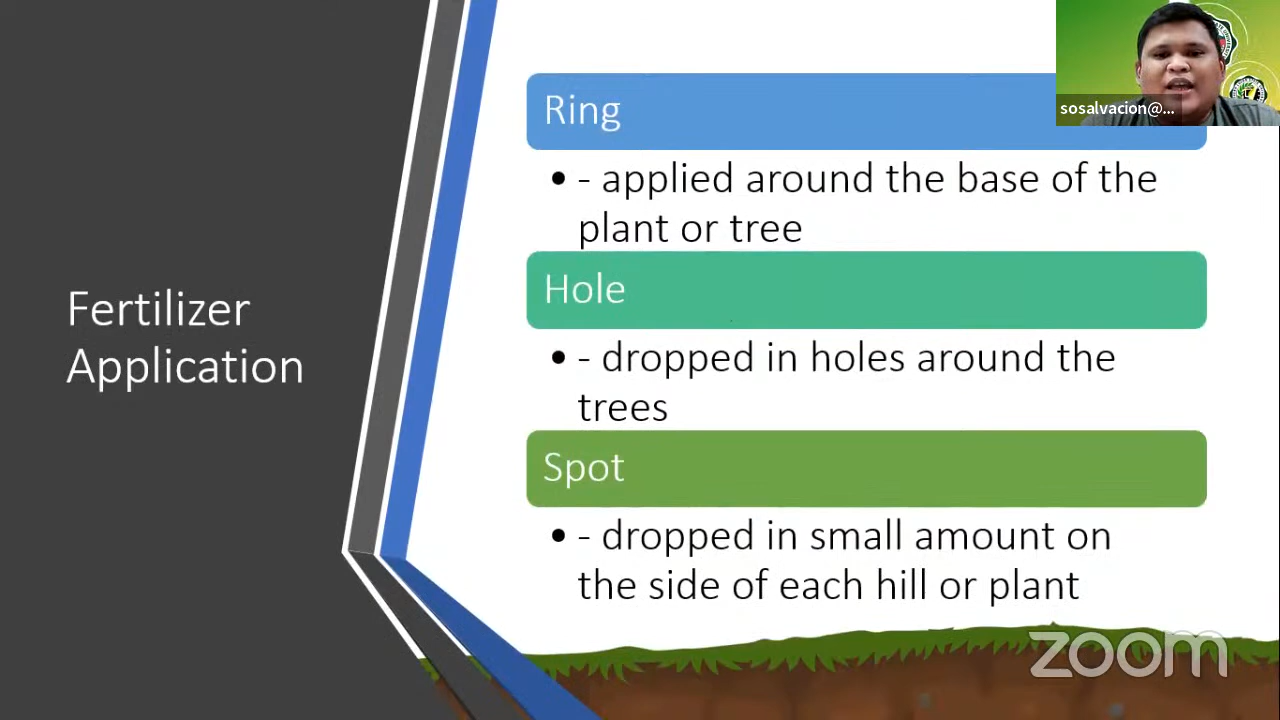 Ring
sosalvacion@...
• - applied around the base of the
plant or tree
Hole
• - dropped in holes around the
trees
Fertilizer
Application
Spot
• - dropped in small amount on
the side of each hill or plant
zoom